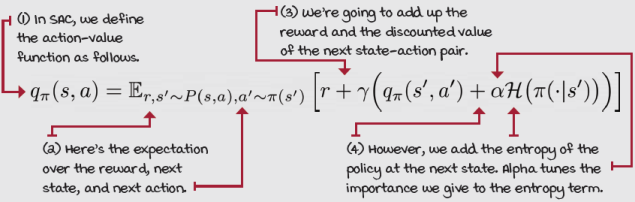 (1) In SAC, we define
the action-value
function as follows.
(3) We're going to add up the
reward and the discounted value
of the next state-action pair.
qπ(s, a) = 𝔼r,s′∼P(s,a),a′∼π(s′) [r + γ(qπ(s′, a′) + αℋ(π(·|s′)))]
(2) Here's the expectation
over the reward, next
state, and next action.
(4) However, we add the entropy of the
policy at the next state. Alpha tunes the
importance we give to the entropy term.